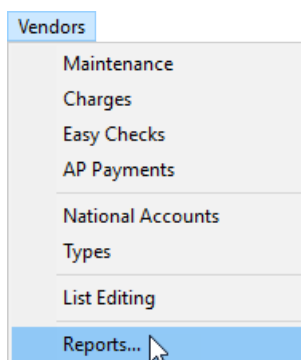 Vendors
Maintenance
Charges
Easy Checks
AP Payments
National Accounts
Types
List Editing
Reports...